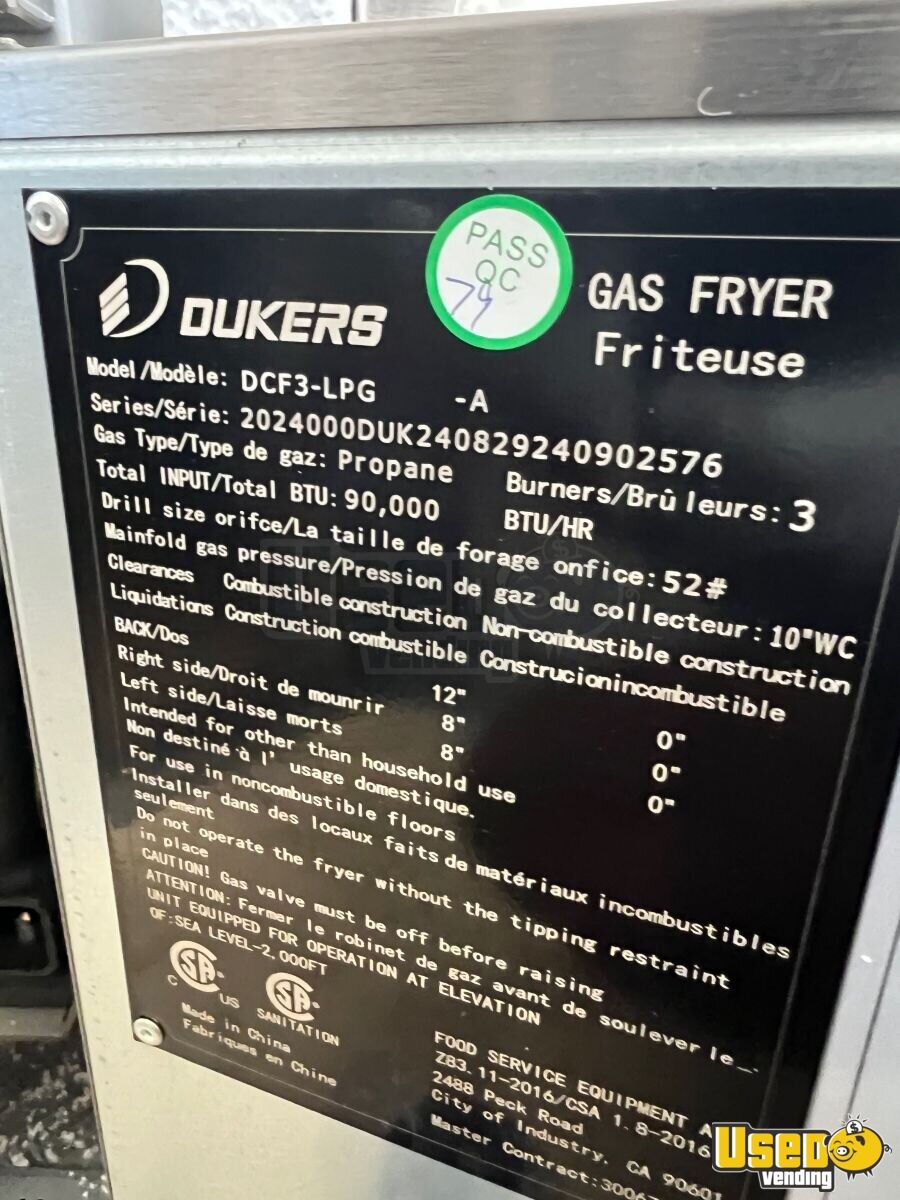 PASS
QC
79
DUKERS
GAS FRYER
Friteuse
Model/Modèle: DCF3-LPG -A
Series/Série: 2024000DUK240829240902576
Gas Type/Type de gaz: Propane Burners/Brûleurs: 3
Total INPUT/Total BTU: 90,000 BTU/HR
Drill size orifce/La taille de forage onfice: 52#
Mainfold gas pressure/Pression de gaz du collecteur: 10"WC
Clearances Combustible construction Non-combustible construction
Liquidations Construction combustible Construcionincombustible
BACK/Dos 12" 0"
Right side/Droit de mounrir 8" 0"
Left side/Laisse morts 8" 0"
Intended for other than household use
Non destiné à l' usage domestique.
For use in noncombustible floors
Installer dans des locaux faits de matériaux incombustibles
seulement
Do not operate the fryer without the tipping restraint
in place
CAUTION! Gas valve must be off before raising
ATTENTION: Fermer le robinet de gaz avant de soulever le
UNIT EQUIPPED FOR OPERATION AT ELEVATION
OF:SEA LEVEL-2,000FT
C US
SANITATION
Made in China
Fabriques en Chine
FOOD SERVICE EQUIPMENT
Z83.11-2016/CSA 1.8-2016
2488 Peck Road
City of Industry, CA 90601
Master Contract:
Used
vending